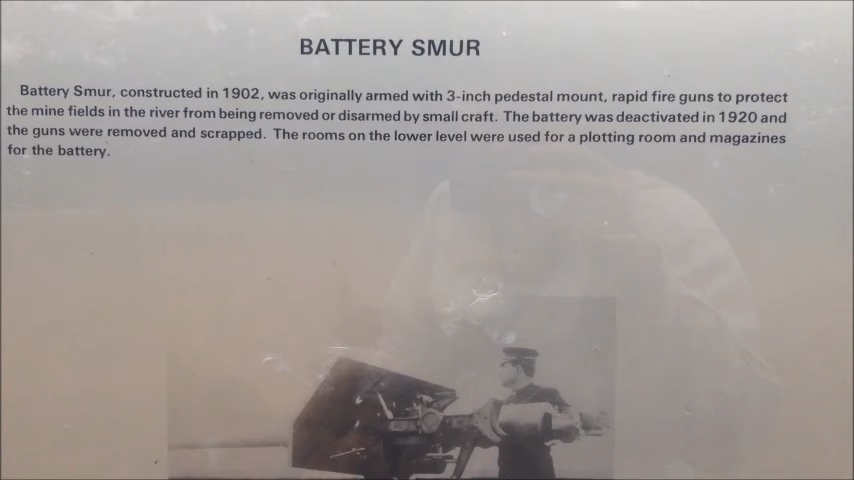 BATTERY SMUR
Battery Smur, constructed in 1902, was originally armed with 3-inch pedestal mount, rapid fire guns to protect
the mine fields in the river from being removed or disarmed by small craft. The battery was deactivated in 1920 and
the guns were removed and scrapped. The rooms on the lower level were used for a plotting room and magazines
for the battery.